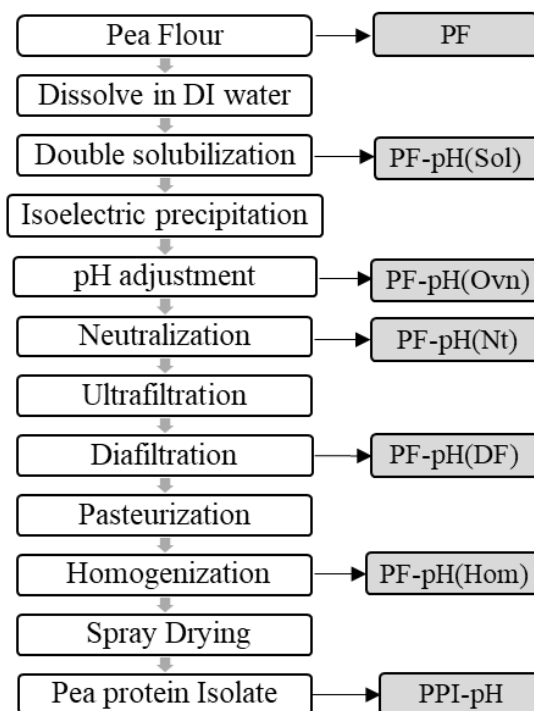 Pea Flour
PF
Dissolve in DI water
Double solubilization
PF-pH(Sol)
Isoelectric precipitation
pH adjustment
PF-pH(Ovn)
Neutralization
PF-pH(Nt)
Ultrafiltration
Diafiltration
PF-pH(DF)
Pasteurization
Homogenization
PF-pH(Hom)
Spray Drying
Pea protein Isolate
PPI-pH